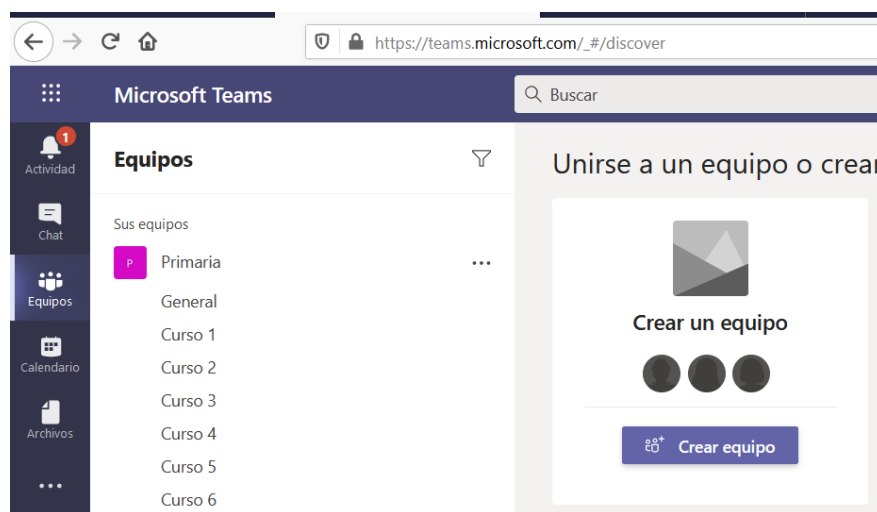 https://teams.microsoft.com/_#/discover
Microsoft Teams
Buscar
1
Actividad
Chat
Equipos
Calendario
Archivos
Equipos
Sus equipos
P
Primaria
General
Curso 1
Curso 2
Curso 3
Curso 4
Curso 5
Curso 6
Unirse a un equipo o crear
Crear un equipo
Crear equipo